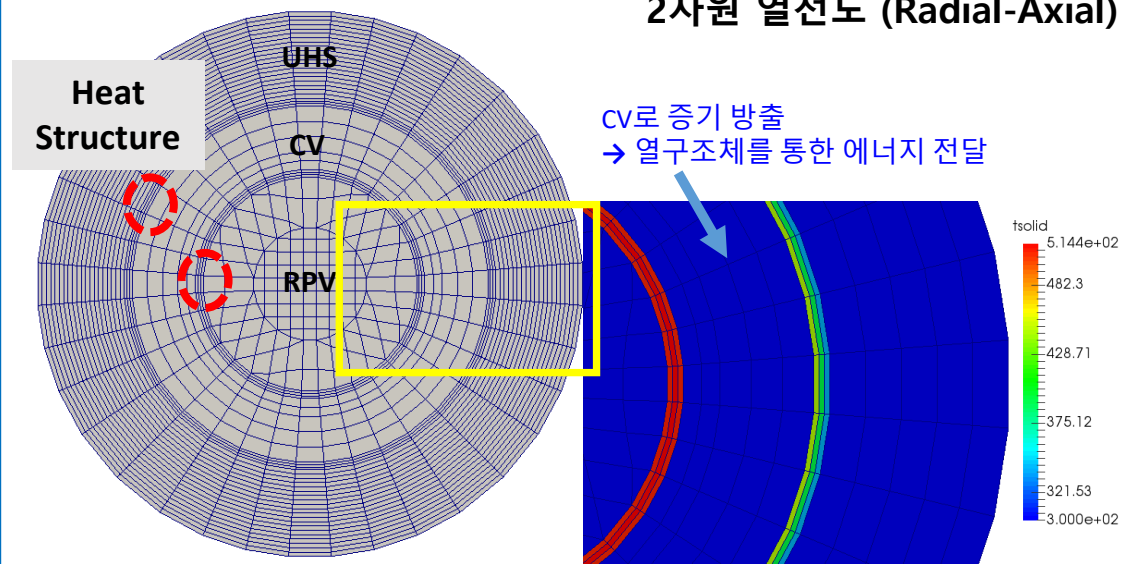 2차원 열전도 (Radial-Axial)
UHS
Heat
Structure
CV
RPV
CV로 증기 방출
→ 열구조체를 통한 에너지 전달
tsolid
5.144e+02
482.3
428.71
375.12
321.53
3.000e+02